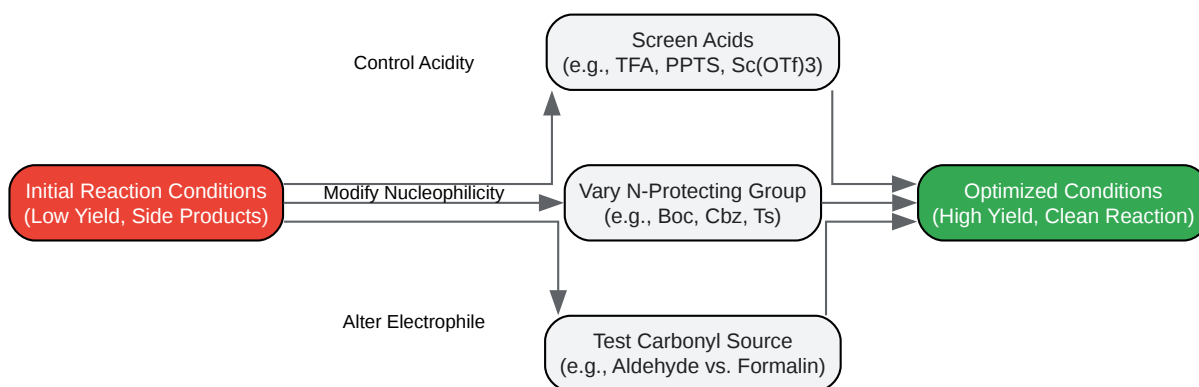 Control Acidity
Screen Acids
(e.g., TFA, PPTS, Sc(OTf)3)
Initial Reaction Conditions
(Low Yield, Side Products)
Modify Nucleophilicity
Vary N-Protecting Group
(e.g., Boc, Cbz, Ts)
Optimized Conditions
(High Yield, Clean Reaction)
Alter Electrophile
Test Carbonyl Source
(e.g., Aldehyde vs. Formalin)